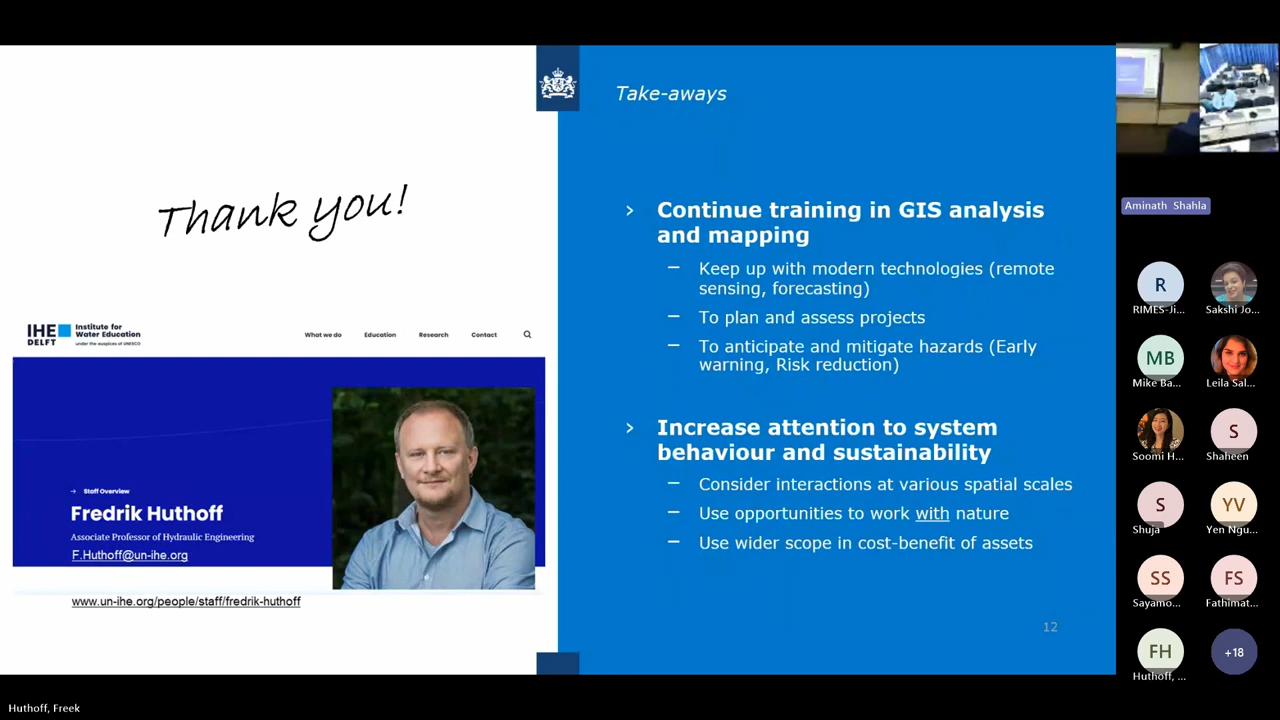 Thank you!
IHE
DELFT
Institute for
Water Education
under the auspices of UNESCO
What we do
Education
Research
Contact
Staff Overview
Fredrik Huthoff
Associate Professor of Hydraulic Engineering
F.Huthoff@un-ihe.org
www.un-ihe.org/people/staff/fredrik-huthoff
Take-aways
› Continue training in GIS analysis
and mapping
– Keep up with modern technologies (remote
sensing, forecasting)
– To plan and assess projects
– To anticipate and mitigate hazards (Early
warning, Risk reduction)
› Increase attention to system
behaviour and sustainability
– Consider interactions at various spatial scales
– Use opportunities to work with nature
– Use wider scope in cost-benefit of assets
12
Aminath Shahla
R
RIMES-Ji...
Sakshi Jo...
MB
Mike Ba...
Leila Sal...
Soomi H...
S
Shaheen
S
Shuja
YV
Yen Ngu...
SS
Sayamo...
FS
Fathimat...
FH
Huthoff, ...
+18
Huthoff, Freek